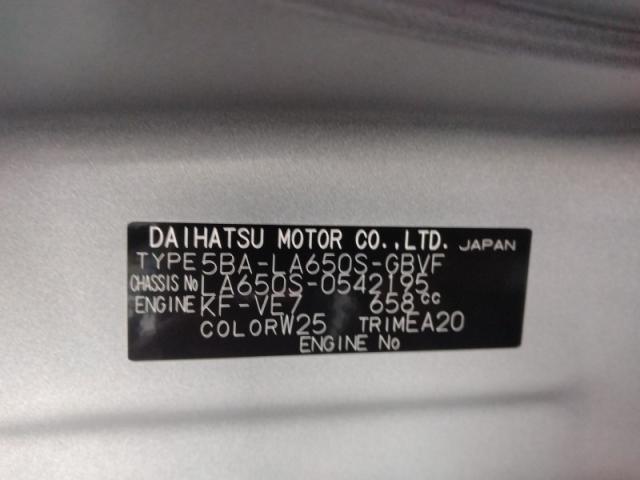 DAIHATSU MOTOR CO.,LTD. JAPAN
TYPE 5BA-LA650S-GBVF
CHASSIS No LA650S-0542195
ENGINE KF-VE7 658cc
COLOR W25 TRIM EA20
ENGINE No